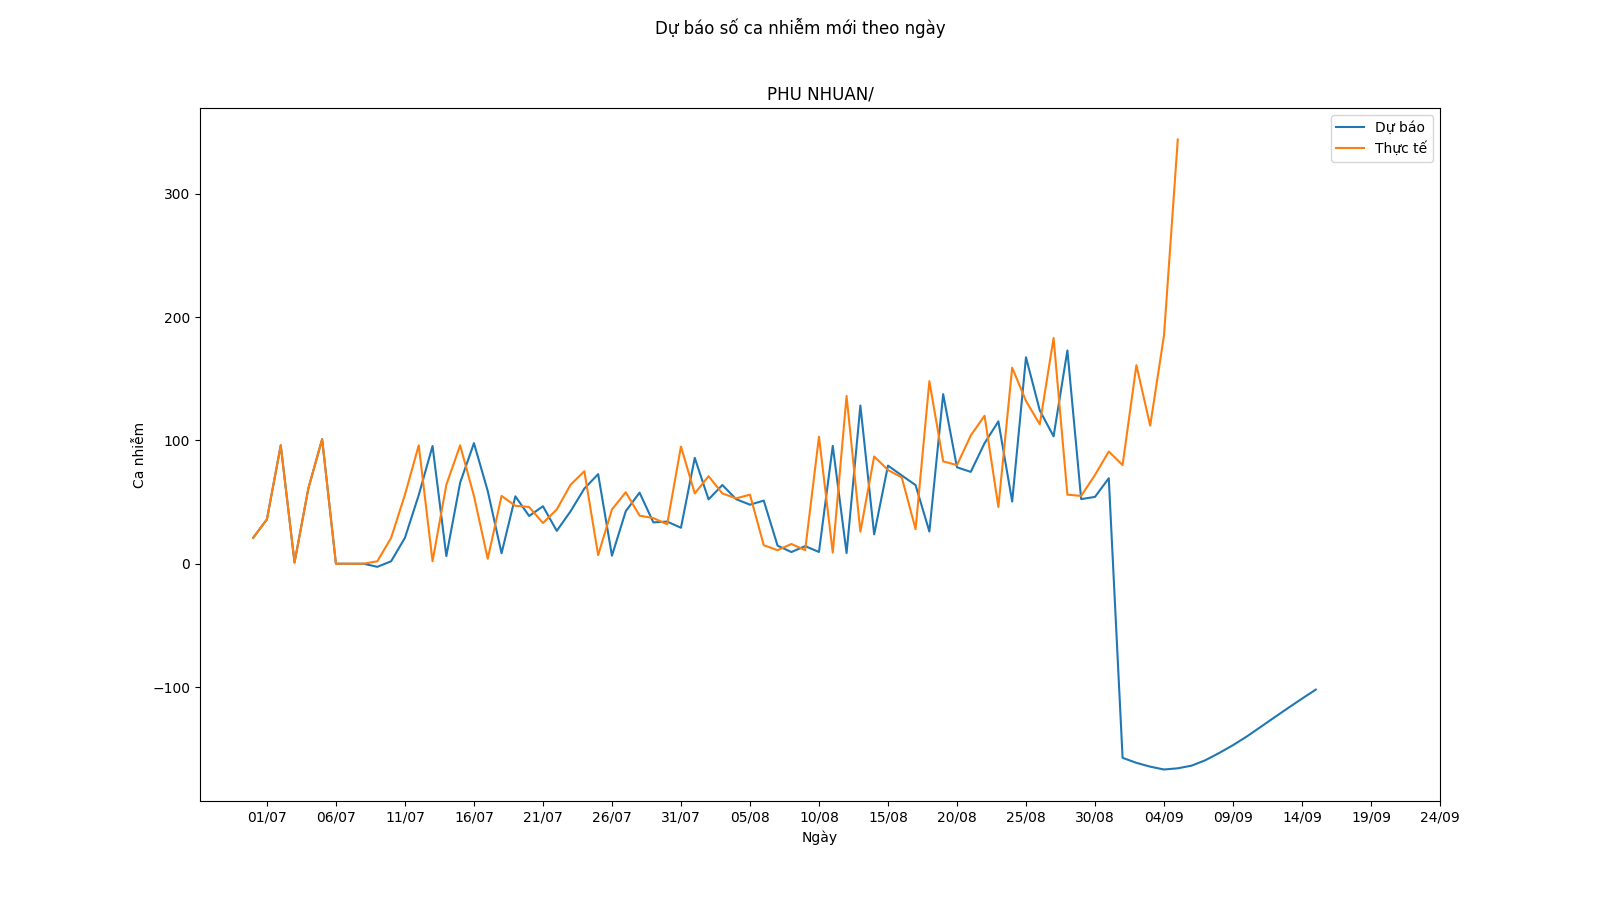 Dự báo số ca nhiễm mới theo ngày
PHU NHUAN/
Dự báo
Thực tế
300
200
100
0
−100
Ca nhiễm
01/07 06/07 11/07 16/07 21/07 26/07 31/07 05/08 10/08 15/08 20/08 25/08 30/08 04/09 09/09 14/09 19/09 24/09
Ngày